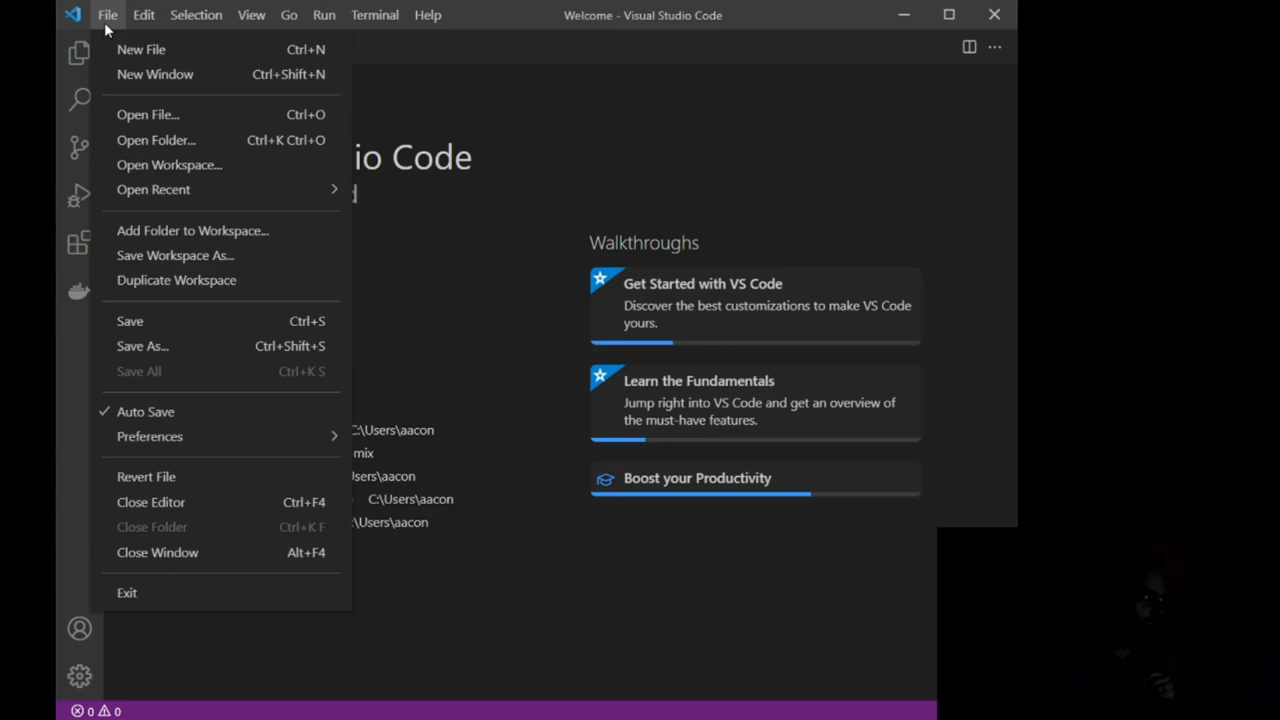 File Edit Selection View Go Run Terminal Help Welcome - Visual Studio Code
New File Ctrl+N
New Window Ctrl+Shift+N
Open File... Ctrl+O
Open Folder... Ctrl+K Ctrl+O
Open Workspace...
Open Recent
Add Folder to Workspace...
Save Workspace As...
Duplicate Workspace
Save Ctrl+S
Save As... Ctrl+Shift+S
Save All Ctrl+K S
Auto Save
Preferences
Revert File
Close Editor Ctrl+F4
Close Folder Ctrl+K F
Close Window Alt+F4
Exit
io Code
d
Walkthroughs
Get Started with VS Code
Discover the best customizations to make VS Code
yours.
Learn the Fundamentals
Jump right into VS Code and get an overview of
the must-have features.
Boost your Productivity
C:\Users\aacon
mix
sers\aacon
C:\Users\aacon
:\Users\aacon
0 0